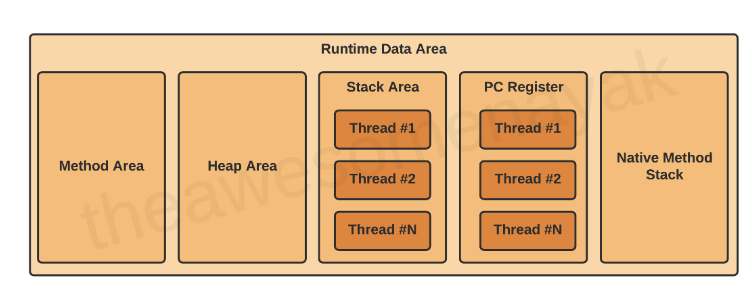 Runtime Data Area
Method Area
Heap Area
Stack Area
Thread #1
Thread #2
Thread #N
PC Register
Thread #1
Thread #2
Thread #N
Native Method
Stack
theawesomenayak